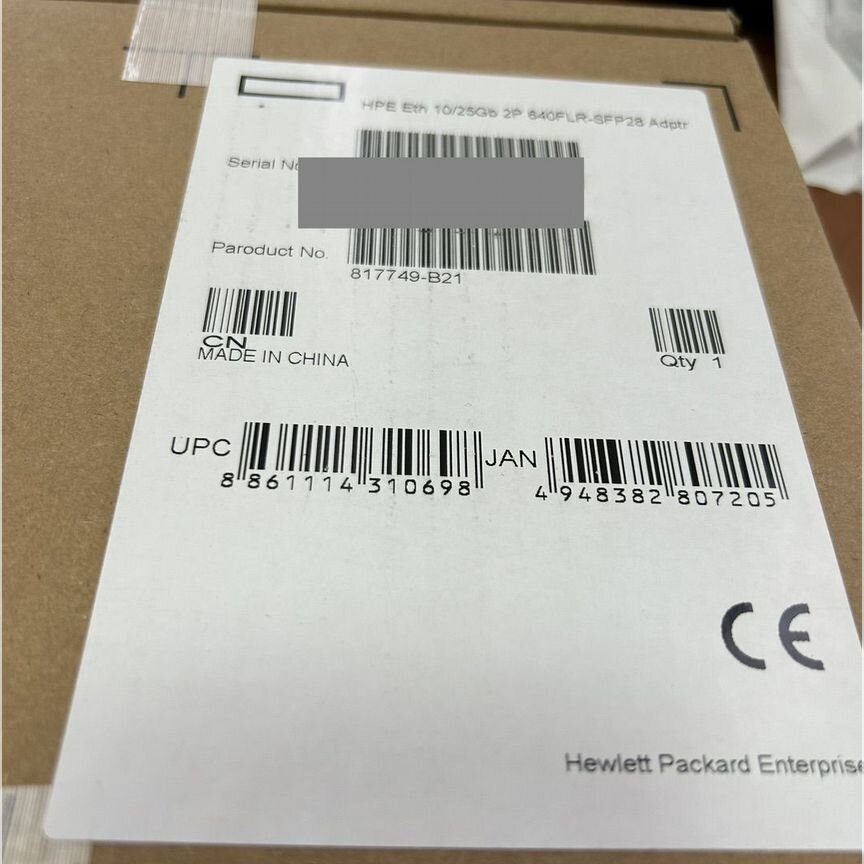 HPE Eth 10/25Gb 2P 640FLR-SFP28 Adptr
Serial No
Paroduct No.
817749-B21
CN
MADE IN CHINA
Qty 1
UPC
8 861114 310698
JAN
4 948382 807205
CE
Hewlett Packard Enterprise